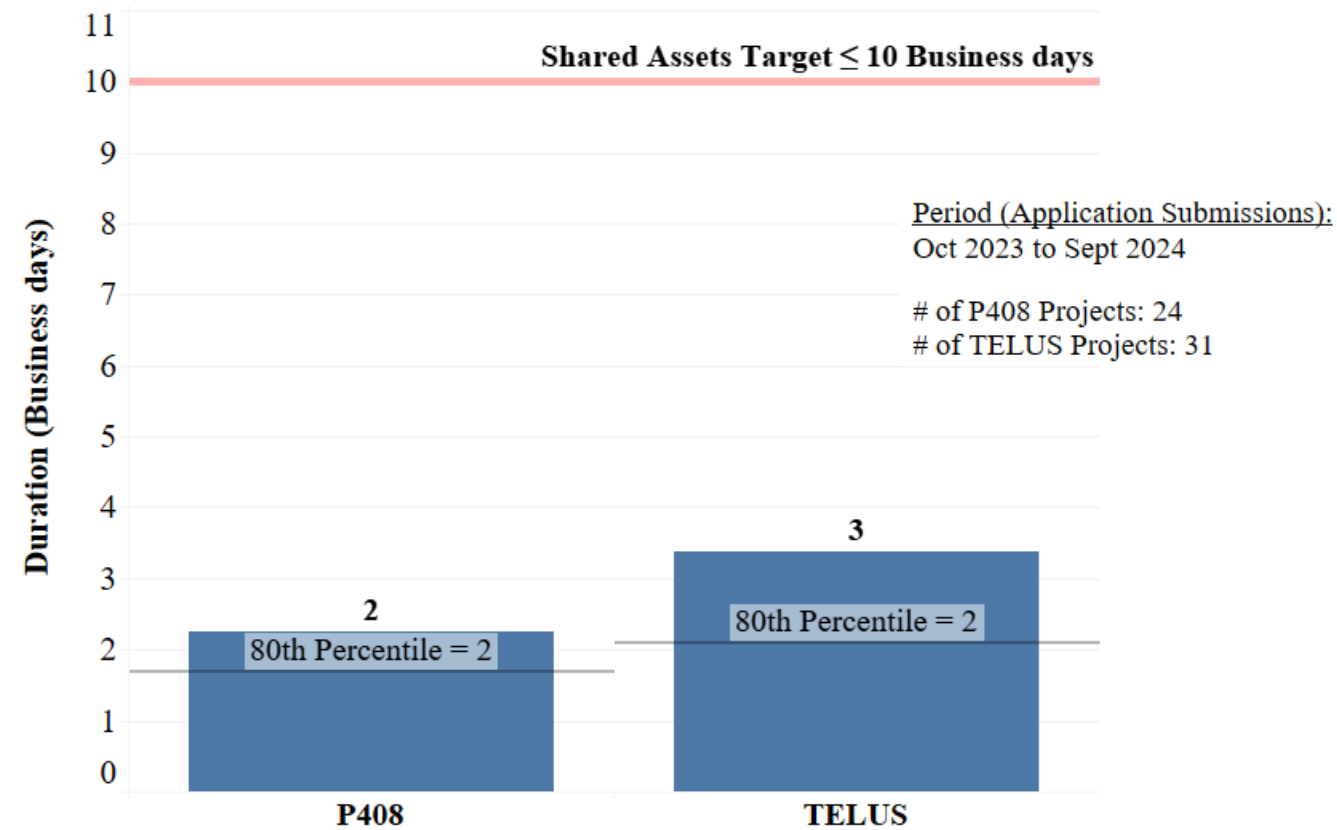 Shared Assets Target ≤ 10 Business days
Duration (Business days)
11
10
9
8
7
6
5
4
3
2
1
0
Period (Application Submissions):
Oct 2023 to Sept 2024
# of P408 Projects: 24
# of TELUS Projects: 31
2
80th Percentile = 2
3
80th Percentile = 2
P408
TELUS